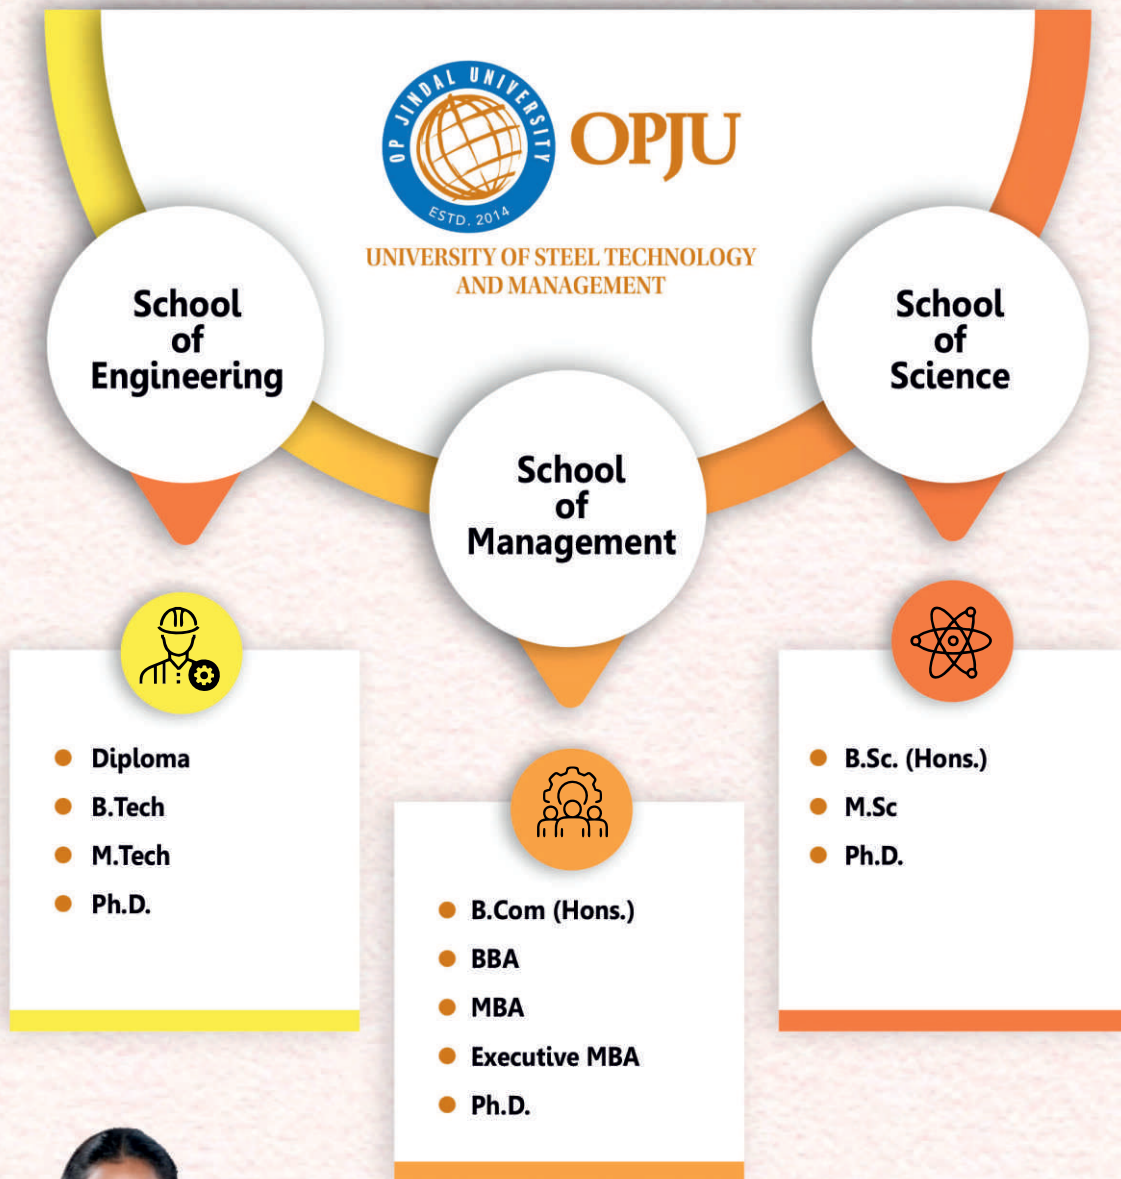 OP JINDAL UNIVERSITY
ESTD. 2014
OPJU
UNIVERSITY OF STEEL TECHNOLOGY
AND MANAGEMENT
School
of
Engineering
School
of
Management
School
of
Science
Diploma
B.Tech
M.Tech
Ph.D.
B.Com (Hons.)
BBA
MBA
Executive MBA
Ph.D.
B.Sc. (Hons.)
M.Sc
Ph.D.